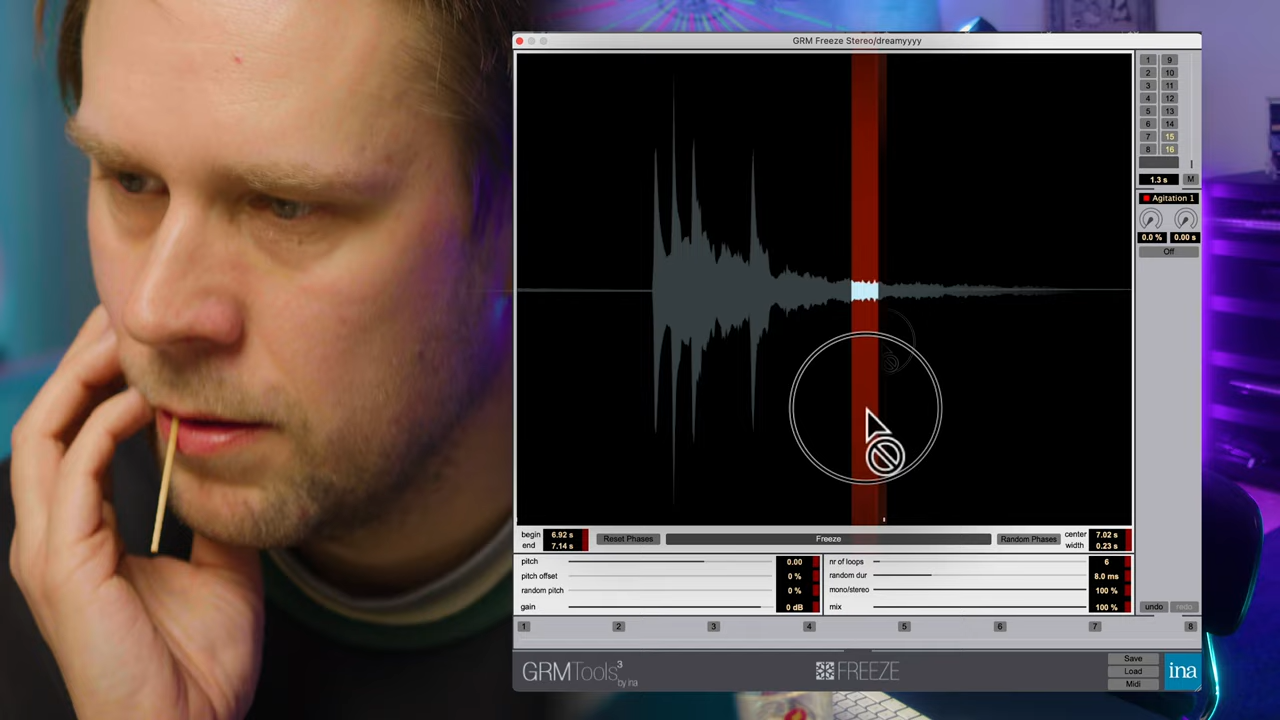 GRM Freeze Stereo/dreamyyyy
1 9
2 10
3 11
4 12
5 13
6 14
7 15
8 16
1.3 s M
Agitation 1
0.0 % 0.00 s
Off
begin 6.92 s
end 7.14 s
Reset Phases Freeze Random Phases
center 7.02 s
width 0.23 s
pitch 0.00
pitch offset 0 %
random pitch 0 %
gain 0 dB
nr of loops 6
random dur 8.0 ms
mono/stereo 100 %
mix 100 %
undo redo
1 2 3 4 5 6 7 8
GRMTools3 by ina
FREEZE
Save
Load
Midi
ina